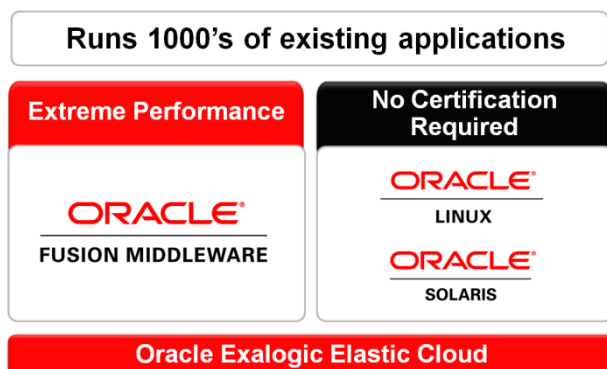 Runs 1000's of existing applications
Extreme Performance
No Certification
Required
ORACLE®
FUSION MIDDLEWARE
ORACLE®
LINUX
ORACLE®
SOLARIS
Oracle Exalogic Elastic Cloud